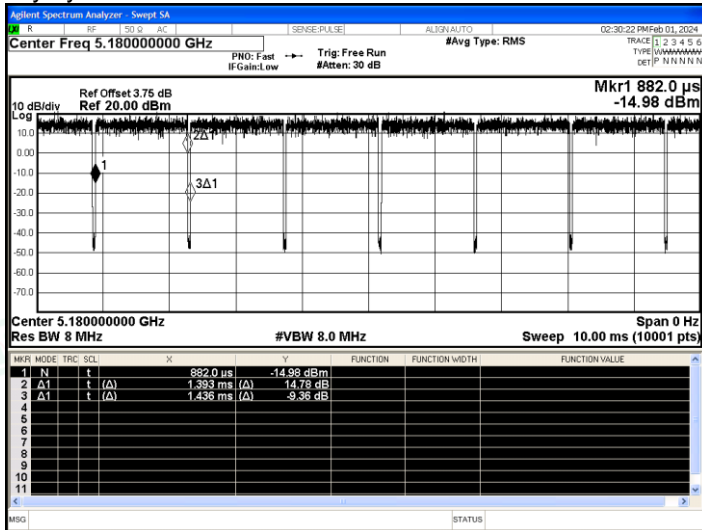 Agilent Spectrum Analyzer - Swept SA
R RF 50 Ω AC SENSE:PULSE ALIGN AUTO 02:30:22 PM Feb 01, 2024
Center Freq 5.180000000 GHz #Avg Type: RMS TRACE 1 2 3 4 5 6
PNO: Fast Trig: Free Run TYPE WWWWWW
IFGain:Low #Atten: 30 dB DET P N N N N N
Ref Offset 3.75 dB Mkr1 882.0 µs
10 dB/div Ref 20.00 dBm -14.98 dBm
Log
10.0
2Δ1
0.00
-10.0
1
3Δ1
-20.0
-30.0
-40.0
-50.0
-60.0
-70.0
Center 5.180000000 GHz Span 0 Hz
Res BW 8 MHz #VBW 8.0 MHz Sweep 10.00 ms (10001 pts)
MKR MODE TRC SCL X Y FUNCTION FUNCTION WIDTH FUNCTION VALUE
1 N t 882.0 µs -14.98 dBm
2 Δ1 t (Δ) 1.393 ms (Δ) 14.78 dB
3 Δ1 t (Δ) 1.436 ms (Δ) -9.36 dB
4
5
6
7
8
9
10
11
MSG STATUS